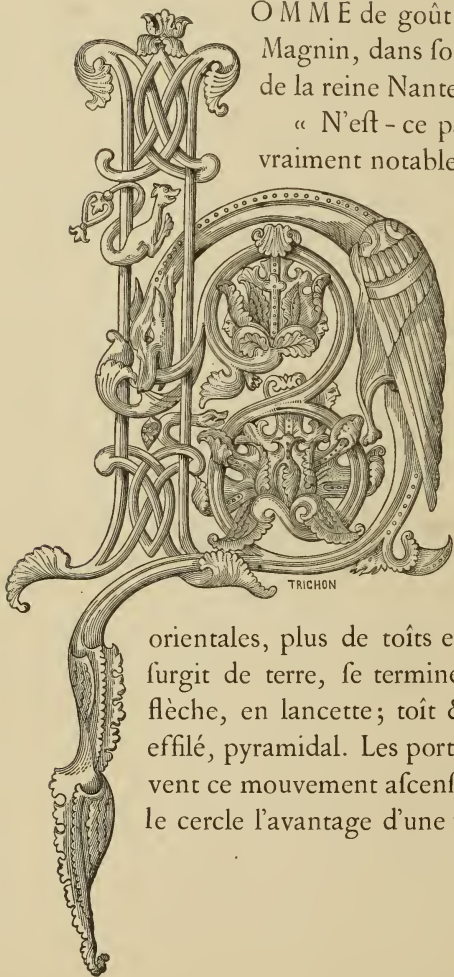 OMME de goût
Magnin, dans ſo
de la reine Nante
« N'eſt-ce p
vraiment notable
TRICHON
orientales, plus de toîts e
ſurgit de terre, ſe termine
flèche, en lancette; toît &
effilé, pyramidal. Les port
vent ce mouvement aſcenſ
le cercle l'avantage d'une